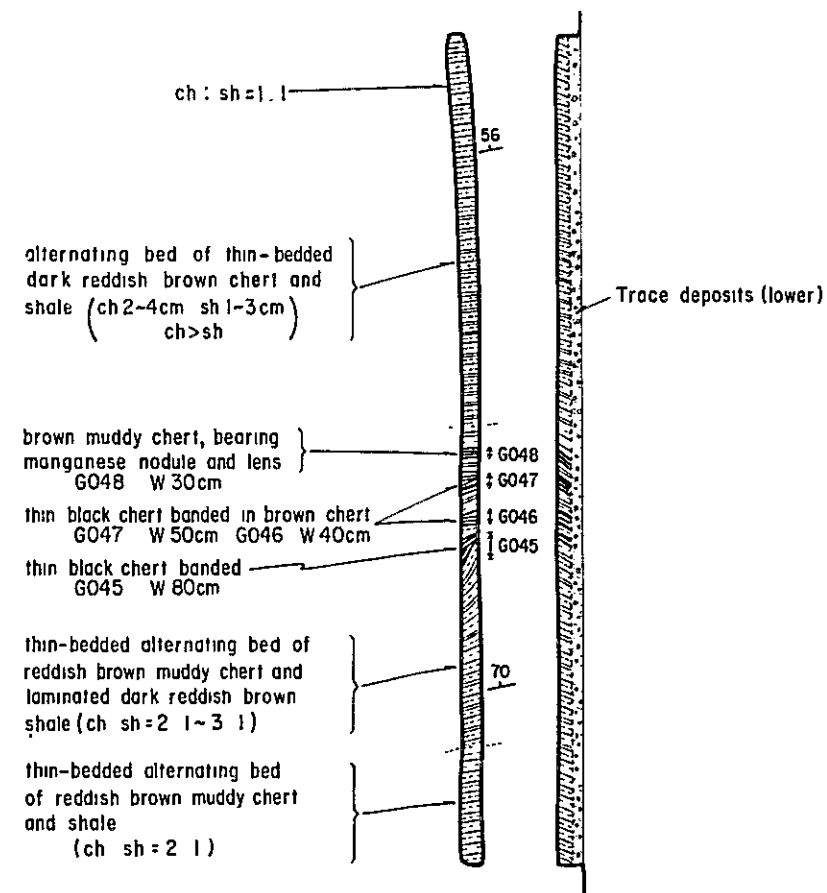 ch : sh = 1.1
56
alternating bed of thin-bedded
dark reddish brown chert and
shale (ch 2~4cm sh 1~3cm)
ch>sh
Trace deposits (lower)
brown muddy chert, bearing
manganese nodule and lens
G048 W 30cm
thin black chert banded in brown chert
G047 W 50cm G046 W 40cm
thin black chert banded
G045 W 80cm
G048
G047
G046
G045
thin-bedded alternating bed of
reddish brown muddy chert and
laminated dark reddish brown
shale (ch sh = 2 1~3 1)
70
thin-bedded alternating bed
of reddish brown muddy chert
and shale
(ch sh = 2 1)